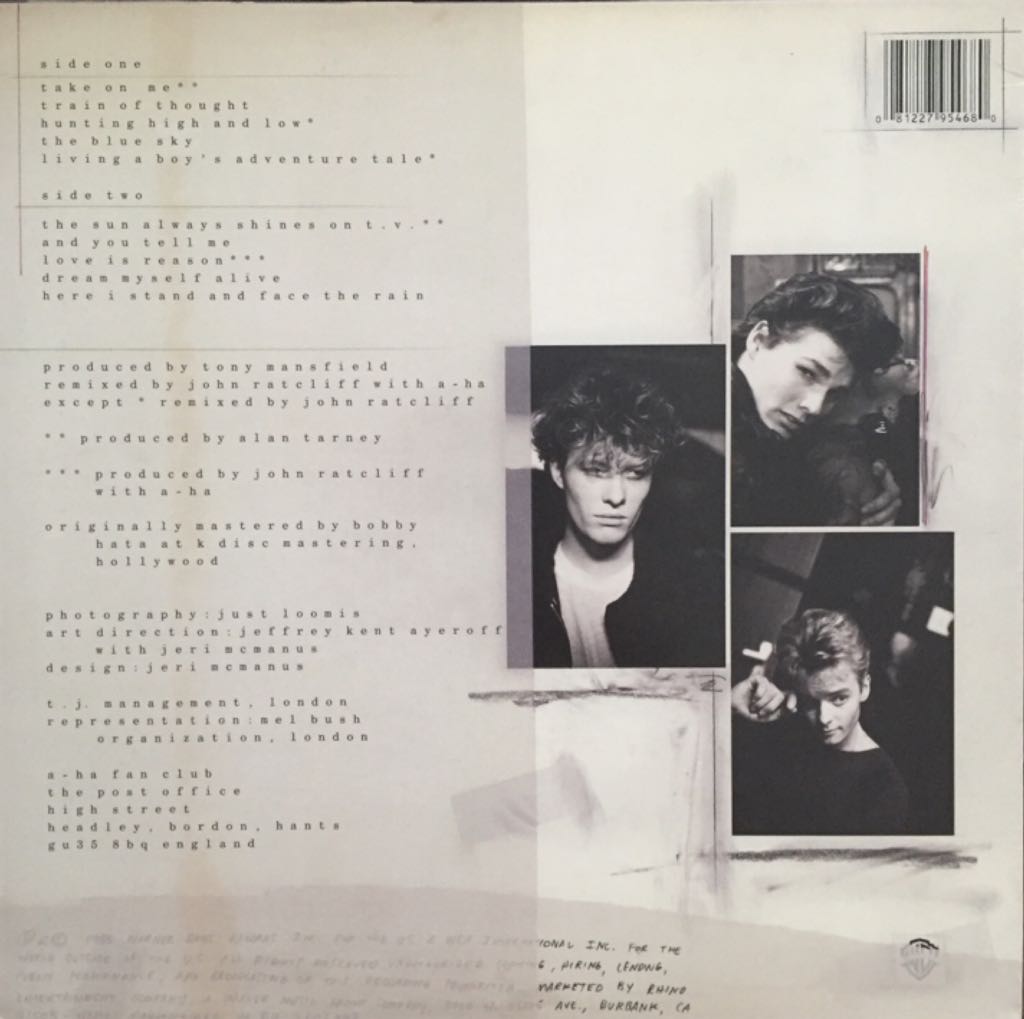 side one
take on me**
train of thought
hunting high and low*
the blue sky
living a boy's adventure tale*
side two
the sun always shines on t.v.**
and you tell me
love is reason***
dream myself alive
here i stand and face the rain
produced by tony mansfield
remixed by john ratcliff with a-ha
except * remixed by john ratcliff
** produced by alan tarney
*** produced by john ratcliff
with a-ha
originally mastered by bobby
hata at k disc mastering,
hollywood
photography:just loomis
art direction:jeffrey kent ayeroff
with jeri mcmanus
design:jeri mcmanus
t.j. management, london
representation:mel bush
organization, london
a-ha fan club
the post office
high street
headley, bordon, hants
gu35 8bq england
0 81227 95468 0
IONAL INC. FOR THE
G, HIRING, LENDING,
MARKETED BY RHINO
AVE., BURBANK, CA